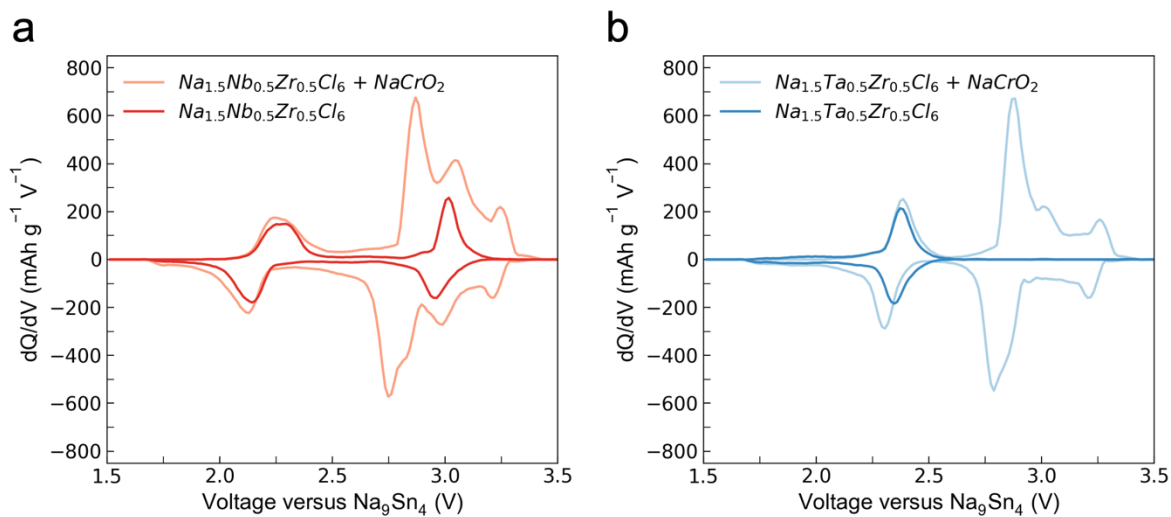 a
b
800
600
400
200
0
−200
−400
−600
−800
dQ/dV (mAh g⁻¹ V⁻¹)
Na₁.₅Nb₀.₅Zr₀.₅Cl₆ + NaCrO₂
Na₁.₅Nb₀.₅Zr₀.₅Cl₆
1.5 2.0 2.5 3.0 3.5
Voltage versus Na₉Sn₄ (V)
800
600
400
200
0
−200
−400
−600
−800
dQ/dV (mAh g⁻¹ V⁻¹)
Na₁.₅Ta₀.₅Zr₀.₅Cl₆ + NaCrO₂
Na₁.₅Ta₀.₅Zr₀.₅Cl₆
1.5 2.0 2.5 3.0 3.5
Voltage versus Na₉Sn₄ (V)